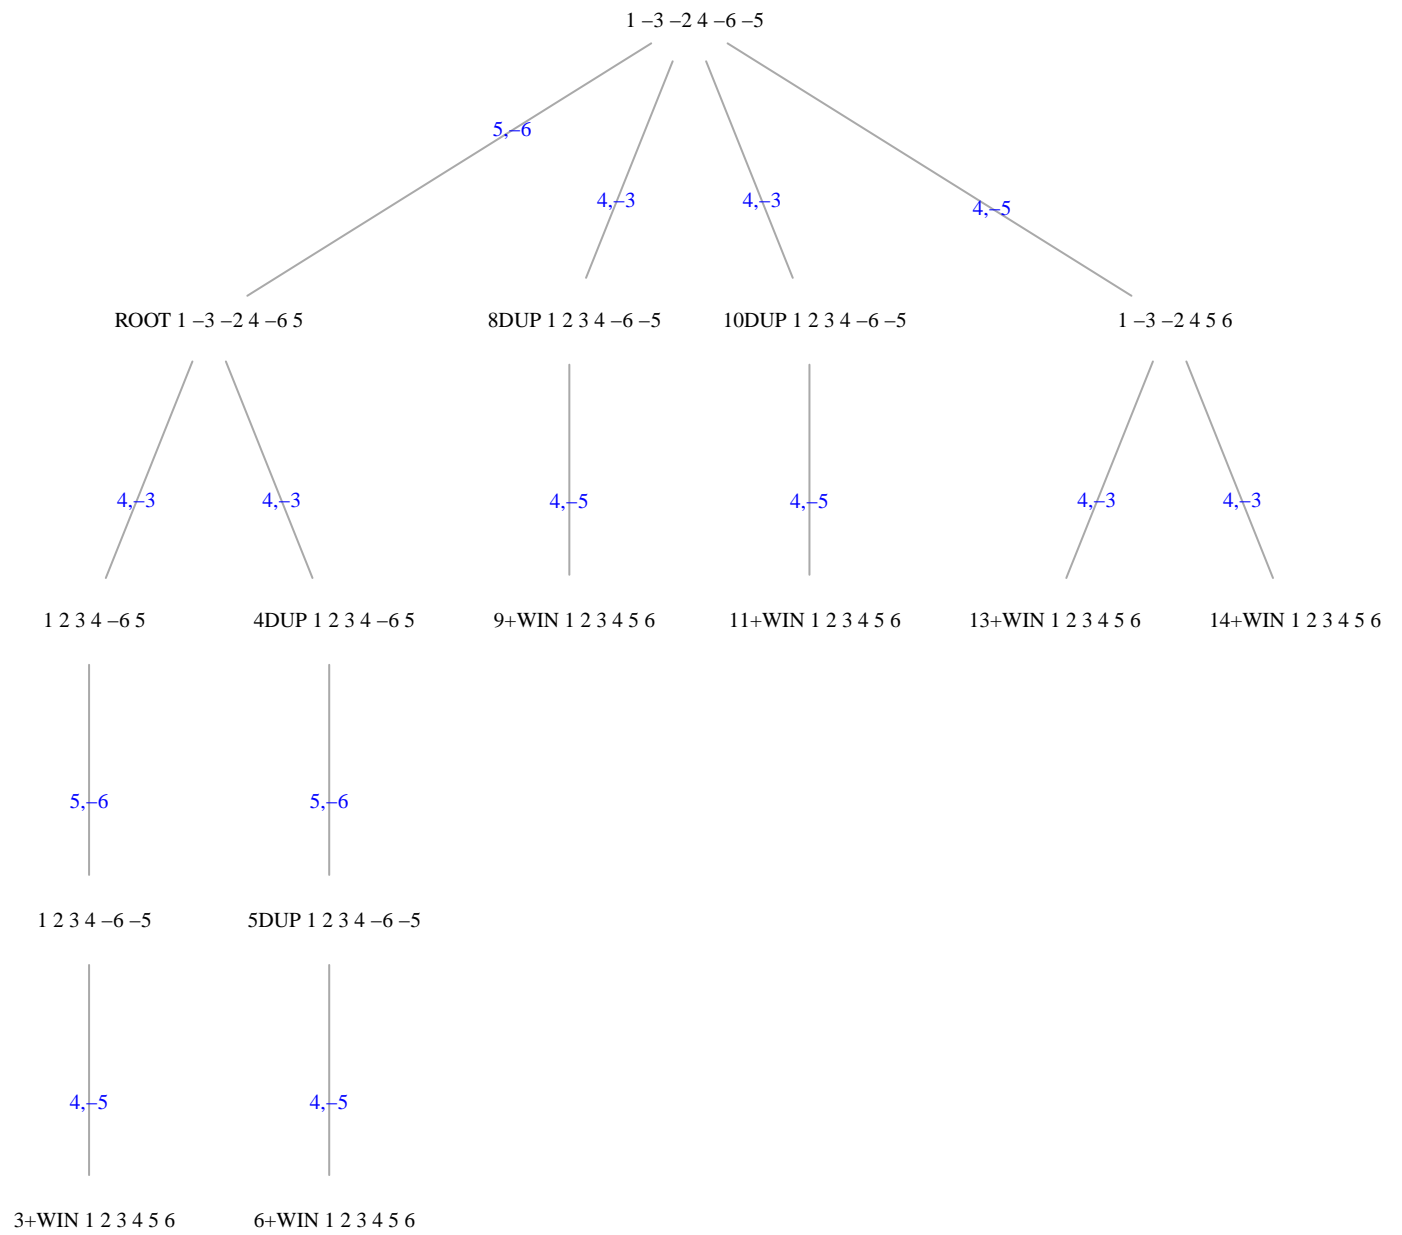 1 –3 –2 4 –6 –5
5,–6
4,–3
4,–3
4,–5
ROOT 1 –3 –2 4 –6 5
8DUP 1 2 3 4 –6 –5
10DUP 1 2 3 4 –6 –5
1 –3 –2 4 5 6
4,–3
4,–3
4,–5
4,–5
4,–3
4,–3
1 2 3 4 –6 5
4DUP 1 2 3 4 –6 5
9+WIN 1 2 3 4 5 6
11+WIN 1 2 3 4 5 6
13+WIN 1 2 3 4 5 6
14+WIN 1 2 3 4 5 6
5,–6
5,–6
1 2 3 4 –6 –5
5DUP 1 2 3 4 –6 –5
4,–5
4,–5
3+WIN 1 2 3 4 5 6
6+WIN 1 2 3 4 5 6